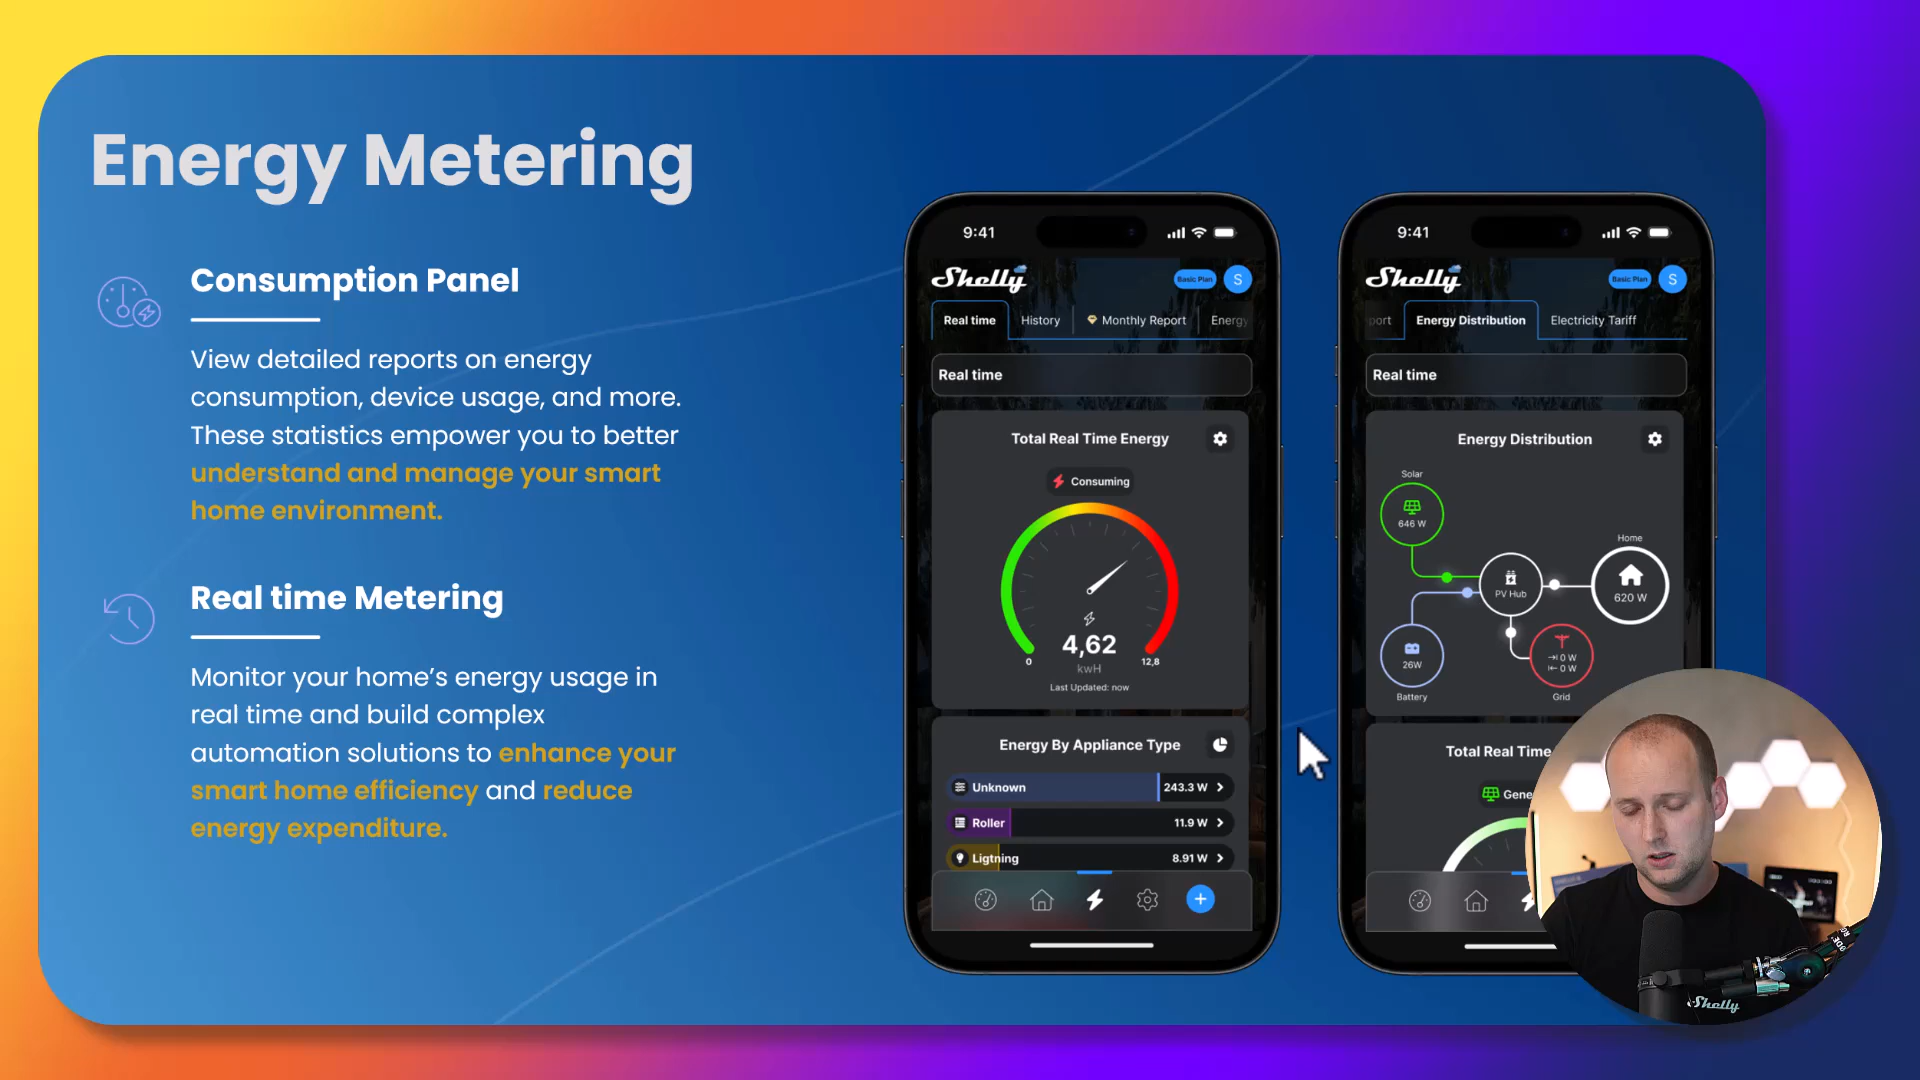 Energy Metering
Consumption Panel
View detailed reports on energy
consumption, device usage, and more.
These statistics empower you to better
understand and manage your smart
home environment.
Real time Metering
Monitor your home’s energy usage in
real time and build complex
automation solutions to enhance your
smart home efficiency and reduce
energy expenditure.
9:41
Shelly
Basic Plan
S
Real time
History
Monthly Report
Energy
Real time
Total Real Time Energy
Consuming
4,62
kwH
0
12,8
Last Updated: now
Energy By Appliance Type
Unknown
243.3 W
Roller
11.9 W
Ligtning
8.91 W
9:41
Shelly
Basic Plan
S
port
Energy Distribution
Electricity Tariff
Real time
Energy Distribution
Solar
646 W
Home
620 W
PV Hub
26W
Battery
0 W
0 W
Grid
Total Real Time
Gene
Shelly